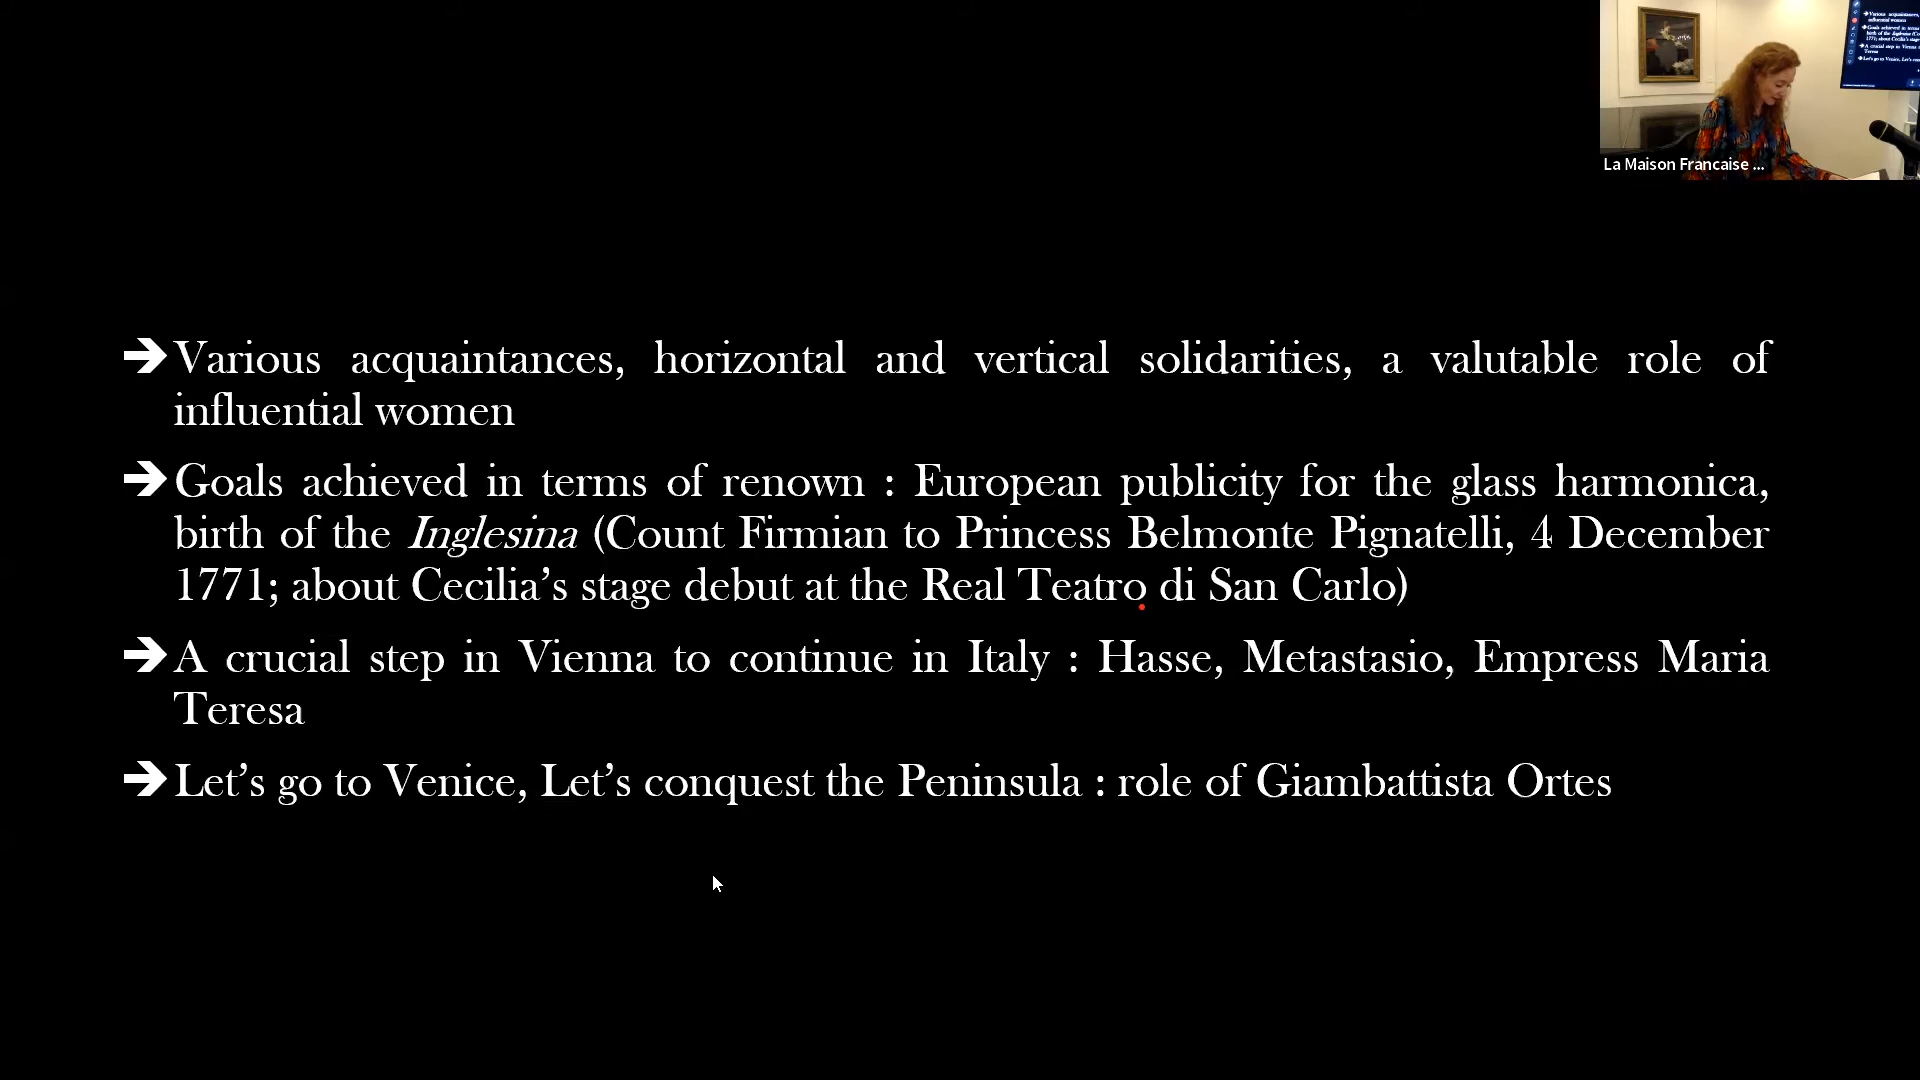 La Maison Francaise ...
➔Various acquaintances, horizontal and vertical solidarities, a valutable role of
influential women
➔Goals achieved in terms of renown : European publicity for the glass harmonica,
birth of the Inglesina (Count Firmian to Princess Belmonte Pignatelli, 4 December
1771; about Cecilia’s stage debut at the Real Teatro di San Carlo)
➔A crucial step in Vienna to continue in Italy : Hasse, Metastasio, Empress Maria
Teresa
➔Let’s go to Venice, Let’s conquest the Peninsula : role of Giambattista Ortes